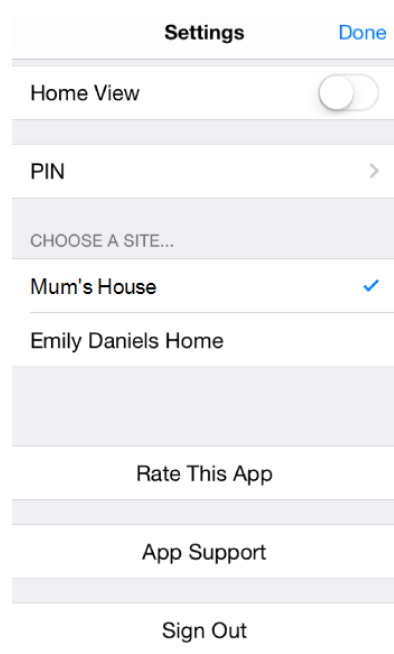 Settings Done
Home View
PIN
CHOOSE A SITE...
Mum's House
Emily Daniels Home
Rate This App
App Support
Sign Out